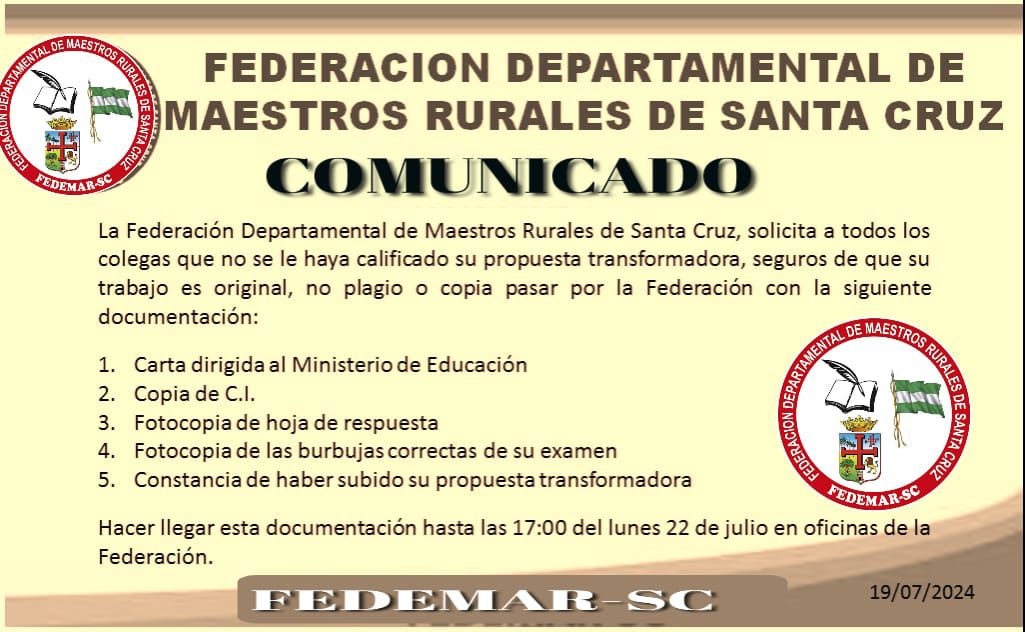 FEDERACION DEPARTAMENTAL DE
MAESTROS RURALES DE SANTA CRUZ
FEDERACION DEPARTAMENTAL DE MAESTROS RURALES DE SANTA CRUZ
FEDEMAR-SC
COMUNICADO
La Federación Departamental de Maestros Rurales de Santa Cruz, solicita a todos los
colegas que no se le haya calificado su propuesta transformadora, seguros de que su
trabajo es original, no plagio o copia pasar por la Federación con la siguiente
documentación:
1. Carta dirigida al Ministerio de Educación
2. Copia de C.I.
3. Fotocopia de hoja de respuesta
4. Fotocopia de las burbujas correctas de su examen
5. Constancia de haber subido su propuesta transformadora
FEDERACION DEPARTAMENTAL DE MAESTROS RURALES DE SANTA CRUZ
FEDEMAR-SC
Hacer llegar esta documentación hasta las 17:00 del lunes 22 de julio en oficinas de la
Federación.
FEDEMAR-SC
19/07/2024